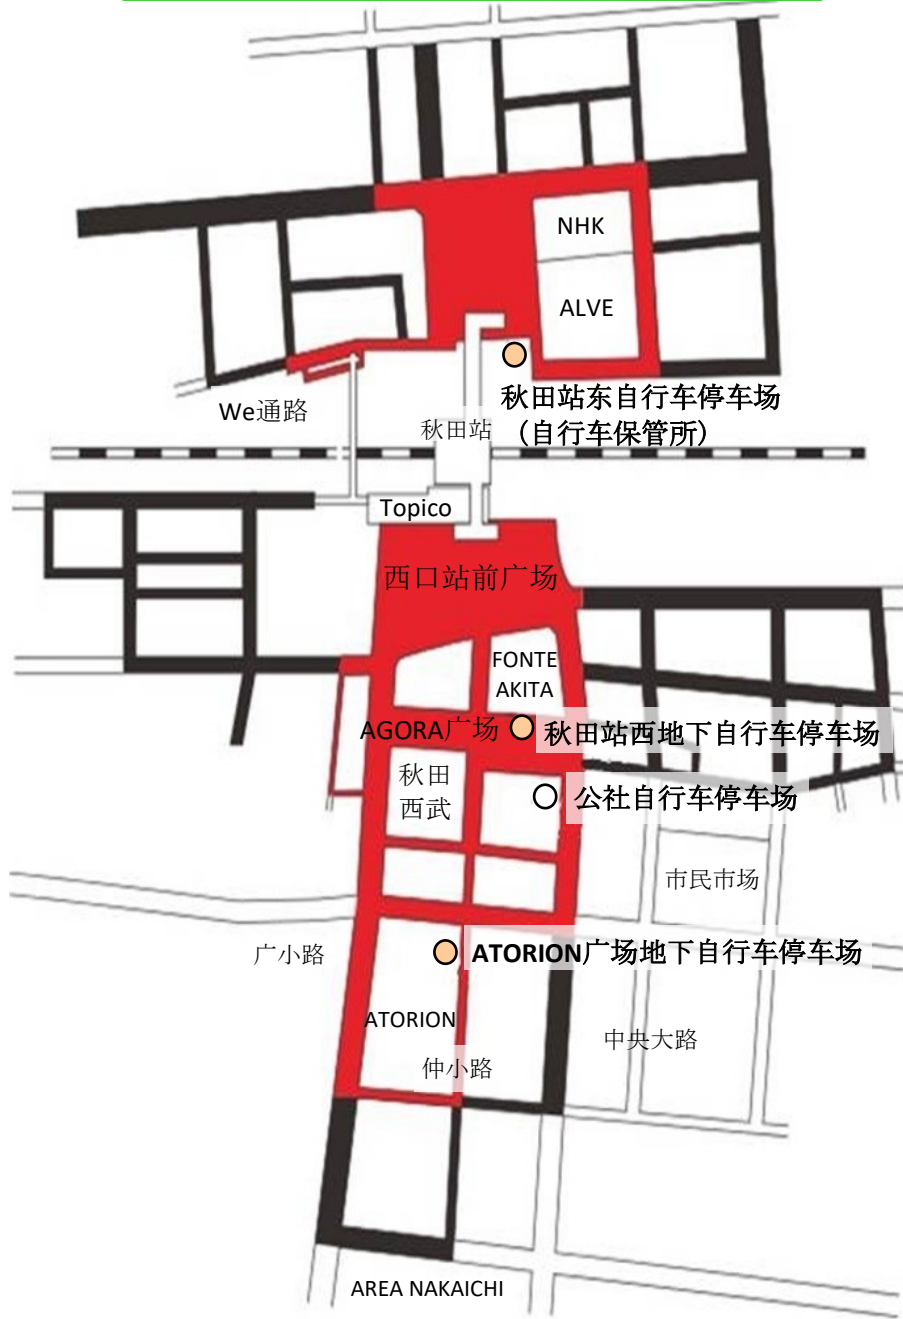 NHK
ALVE
秋田站东自行车停车场
（自行车保管所）
We通路
秋田站
Topico
西口站前广场
FONTE
AKITA
AGORA广场
秋田站西地下自行车停车场
秋田
西武
公社自行车停车场
市民市场
广小路
ATORION广场地下自行车停车场
ATORION
中央大路
仲小路
AREA NAKAICHI